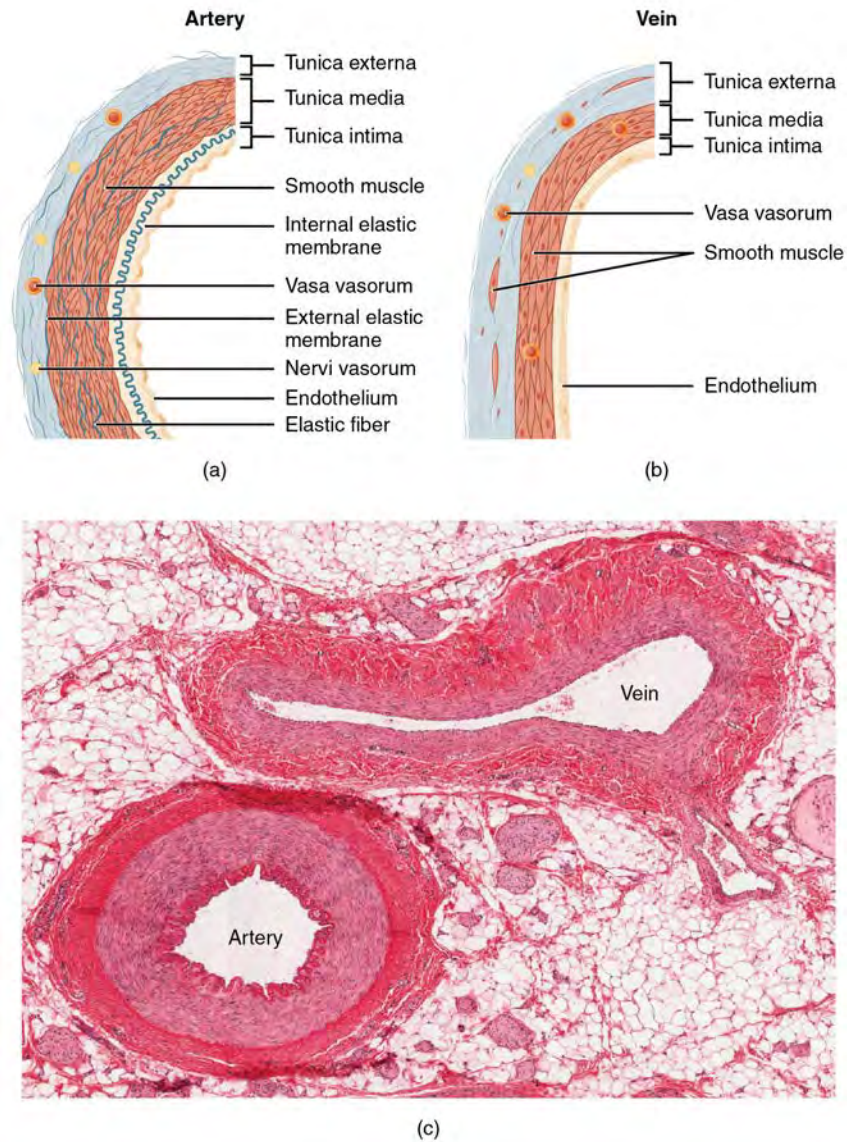 Artery
Tunica externa
Tunica media
Tunica intima
Smooth muscle
Internal elastic
membrane
Vasa vasorum
External elastic
membrane
Nervi vasorum
Endothelium
Elastic fiber
(a)
Vein
Tunica externa
Tunica media
Tunica intima
Vasa vasorum
Smooth muscle
Endothelium
(b)
Vein
Artery
(c)